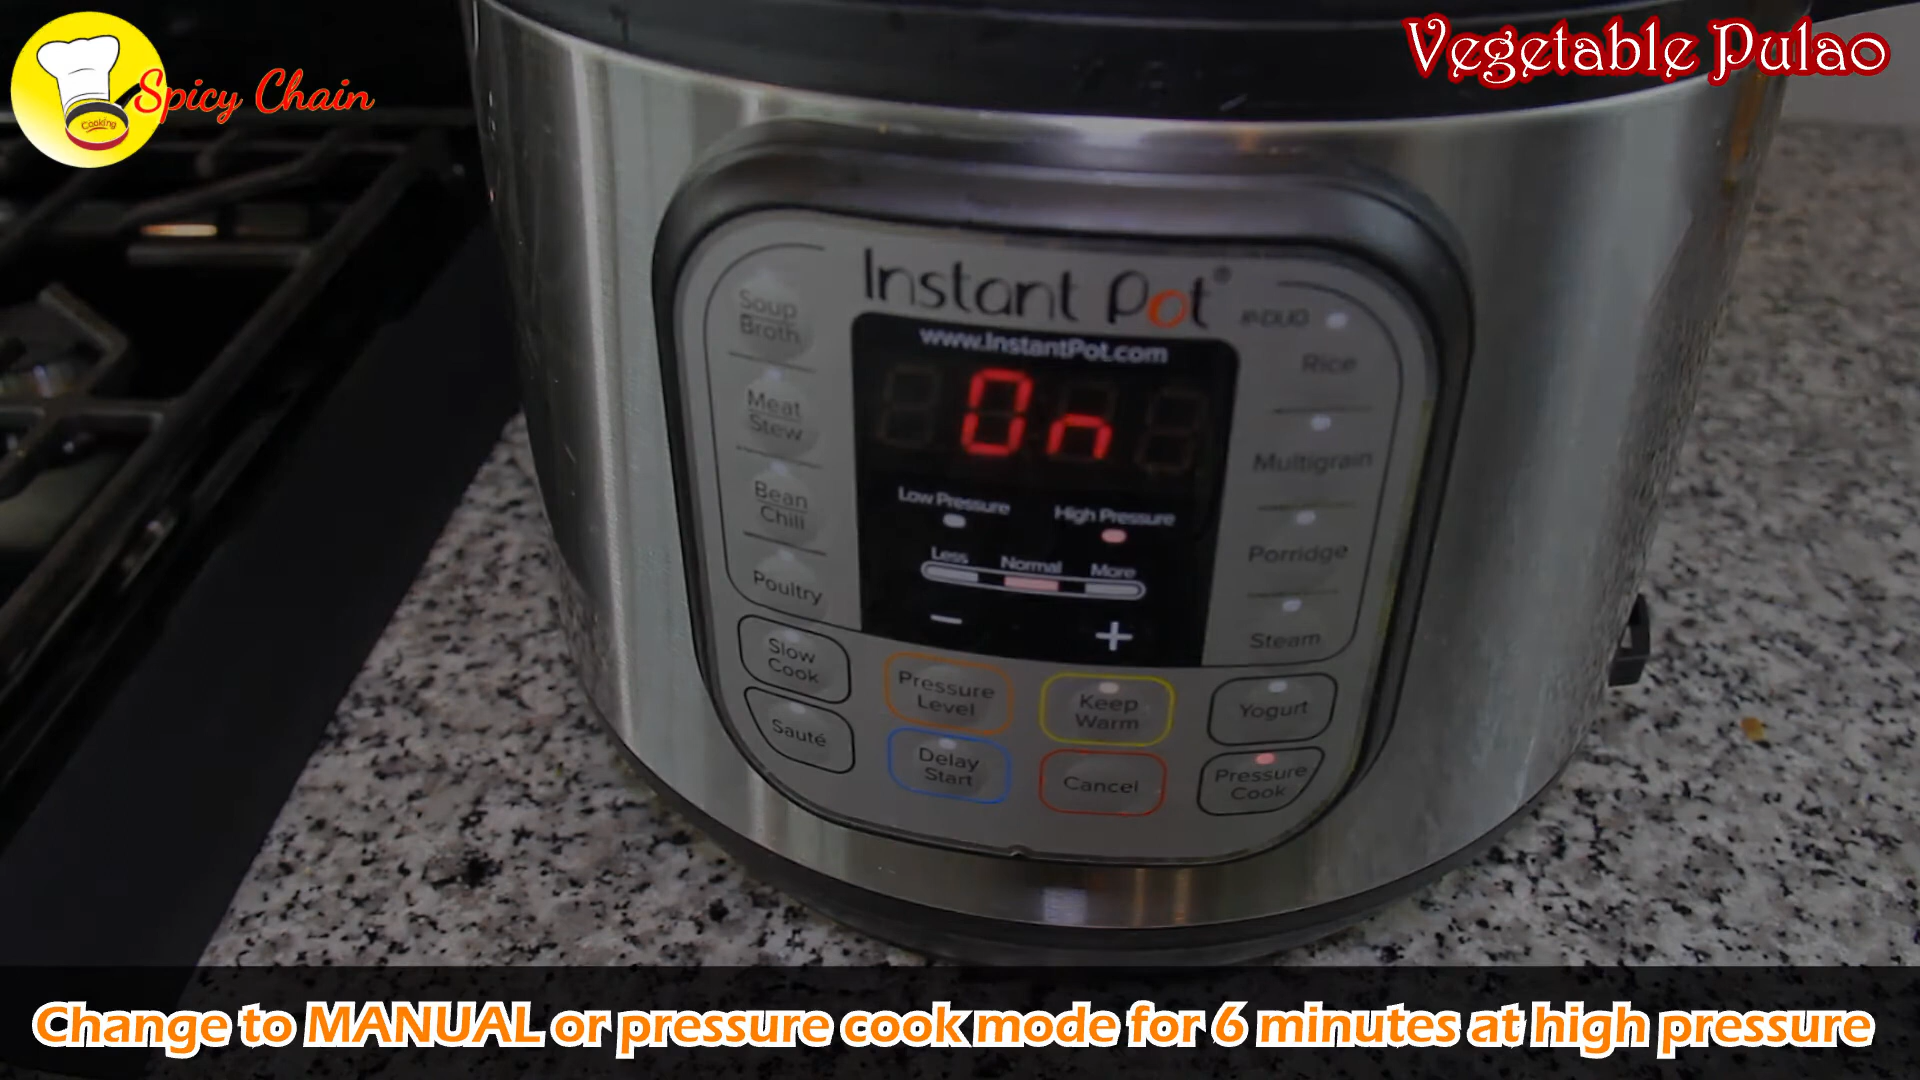 Cooking
Spicy Chain
Vegetable Pulao
Instant Pot®
IP-DUO
www.InstantPot.com
0n
Low Pressure
High Pressure
Less
Normal
More
−
+
Soup
Broth
Meat
Stew
Bean
Chili
Poultry
Slow
Cook
Sauté
Pressure
Level
Delay
Start
Keep
Warm
Cancel
Rice
Multigrain
Porridge
Steam
Yogurt
Pressure
Cook
Change to MANUAL or pressure cook mode for 6 minutes at high pressure